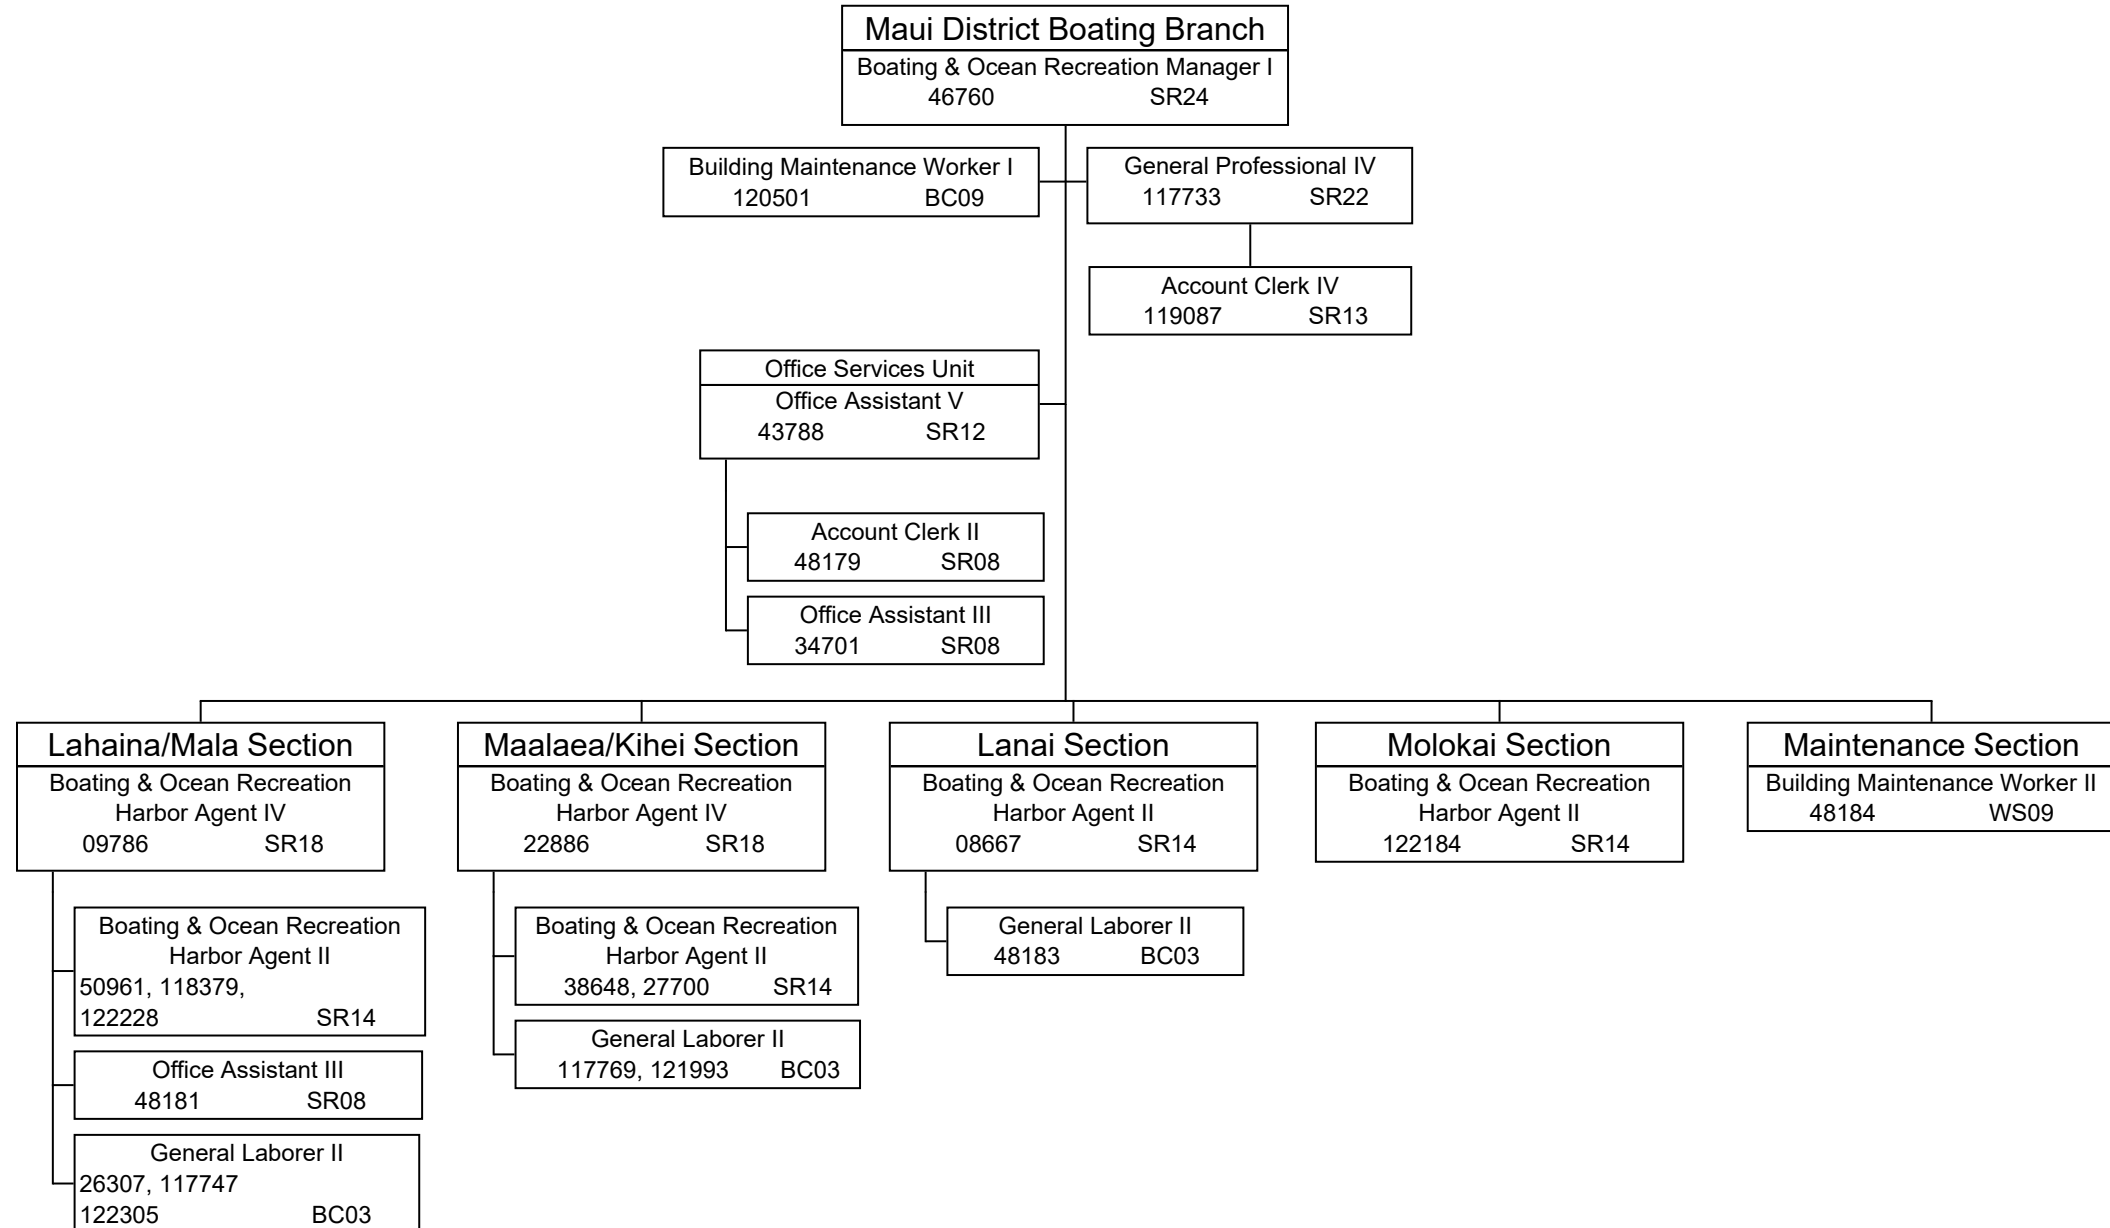 Maui District Boating Branch
Boating & Ocean Recreation Manager I
46760 SR24
Building Maintenance Worker I
120501 BC09
General Professional IV
117733 SR22
Account Clerk IV
119087 SR13
Office Services Unit
Office Assistant V
43788 SR12
Account Clerk II
48179 SR08
Office Assistant III
34701 SR08
Lahaina/Mala Section
Boating & Ocean Recreation
Harbor Agent IV
09786 SR18
Boating & Ocean Recreation
Harbor Agent II
50961, 118379,
122228 SR14
Office Assistant III
48181 SR08
General Laborer II
26307, 117747
122305 BC03
Maalaea/Kihei Section
Boating & Ocean Recreation
Harbor Agent IV
22886 SR18
Boating & Ocean Recreation
Harbor Agent II
38648, 27700 SR14
General Laborer II
117769, 121993 BC03
Lanai Section
Boating & Ocean Recreation
Harbor Agent II
08667 SR14
General Laborer II
48183 BC03
Molokai Section
Boating & Ocean Recreation
Harbor Agent II
122184 SR14
Maintenance Section
Building Maintenance Worker II
48184 WS09